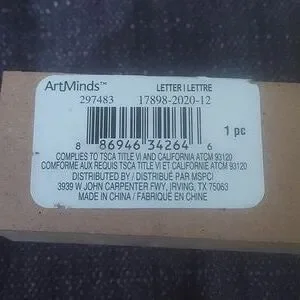 ArtMinds™ LETTER | LETTRE
297483 17898-2020-12
1 pc
8 86946 34264 6
COMPLIES TO TSCA TITLE VI AND CALIFORNIA ATCM 93120
CONFORME AUX REQUIS TSCA TITLE VI ET CALIFORNIE ATCM 93120
DISTRIBUTED BY / DISTRIBUÉ PAR MSPCI
3939 W JOHN CARPENTER FWY, IRVING, TX 75063
MADE IN CHINA / FABRIQUÉ EN CHINE